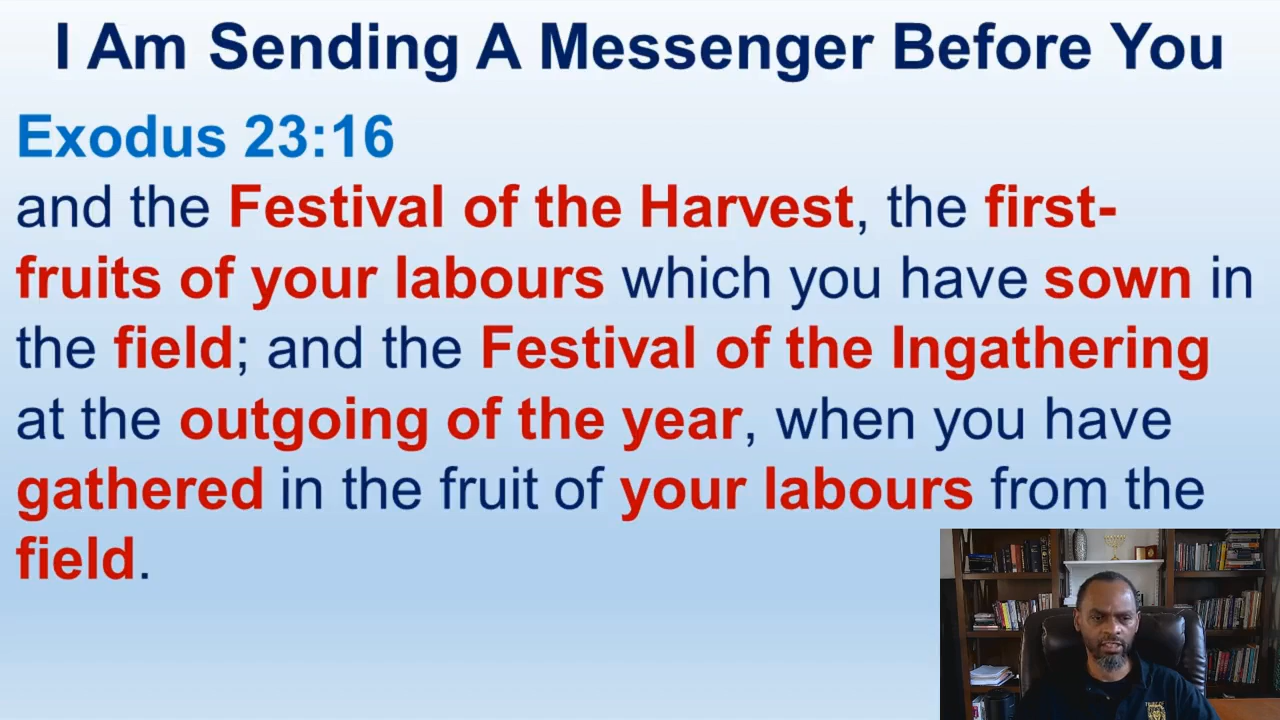 I Am Sending A Messenger Before You
Exodus 23:16
and the Festival of the Harvest, the first-
fruits of your labours which you have sown in
the field; and the Festival of the Ingathering
at the outgoing of the year, when you have
gathered in the fruit of your labours from the
field.